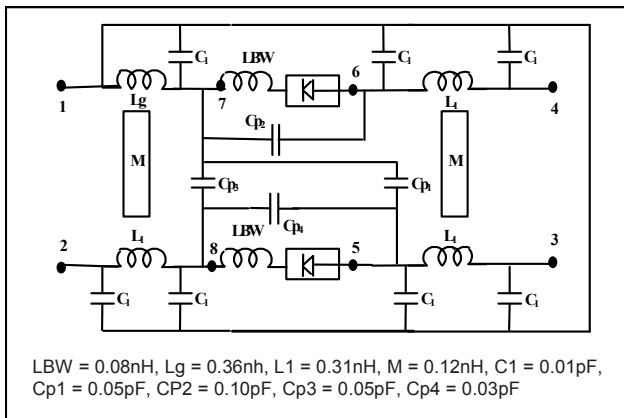 C₁ LBW 6 C₁ C₁
L₁
1 Lg 7 4
Cp₂
M M
Cp₃ Cp₁
2 L₁ Cp₄ L₁ 3
8 LBW 5
C₁ C₁ C₁ C₁
LBW = 0.08nH, Lg = 0.36nh, L1 = 0.31nH, M = 0.12nH, C1 = 0.01pF,
Cp1 = 0.05pF, CP2 = 0.10pF, Cp3 = 0.05pF, Cp4 = 0.03pF